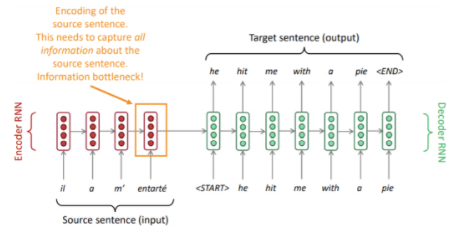 Encoding of the
source sentence.
This needs to capture all
information about the
source sentence.
Information bottleneck!
Target sentence (output)
he hit me with a pie <END>
Encoder RNN
Decoder RNN
il a m' entarté
<START> he hit me with a pie
Source sentence (input)